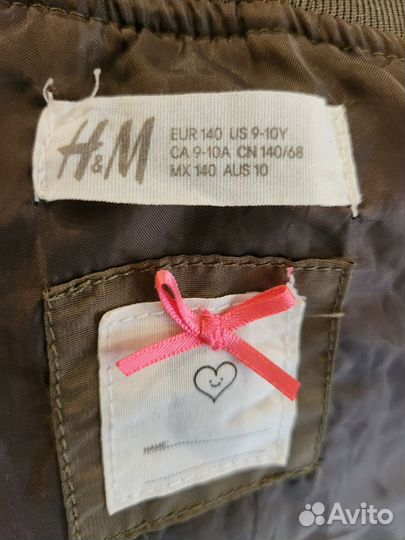 H&M
EUR 140 US 9-10Y
CA 9-10A CN 140/68
MX 140 AUS 10
NAME:
Avito